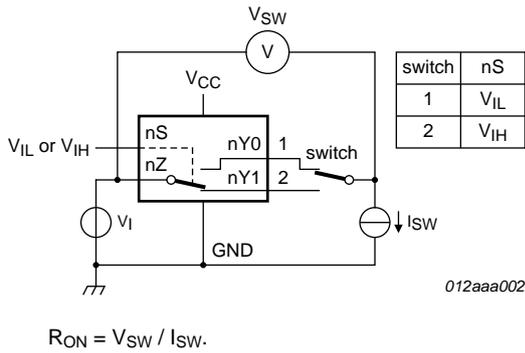 VSW
V
VCC
switch nS
1 VIL
2 VIH
nS
nY0 1
switch
VIL or VIH
nZ
nY1 2
VI
ISW
GND
012aaa002
RON = VSW / ISW.